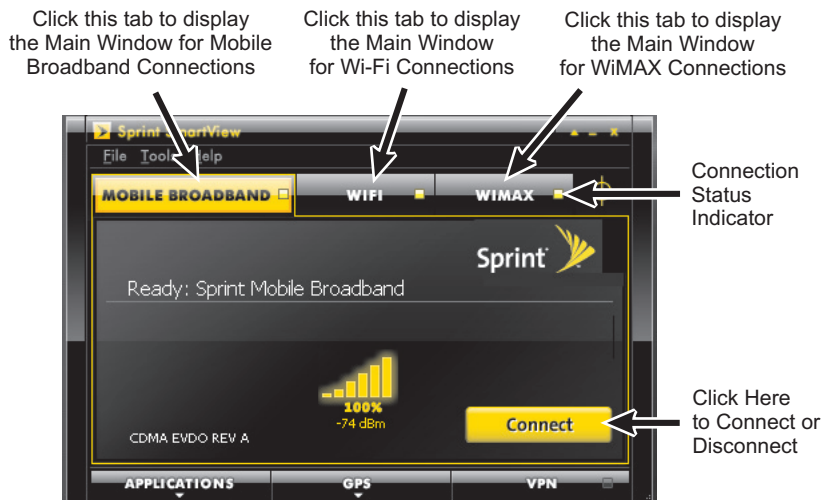 Click this tab to display
the Main Window for Mobile
Broadband Connections
Click this tab to display
the Main Window
for Wi-Fi Connections
Click this tab to display
the Main Window
for WiMAX Connections
Sprint SmartView
File Tools Help
MOBILE BROADBAND
WIFI
WIMAX
Connection
Status
Indicator
Sprint
Ready: Sprint Mobile Broadband
100%
-74 dBm
CDMA EVDO REV A
Connect
Click Here
to Connect or
Disconnect
APPLICATIONS
GPS
VPN